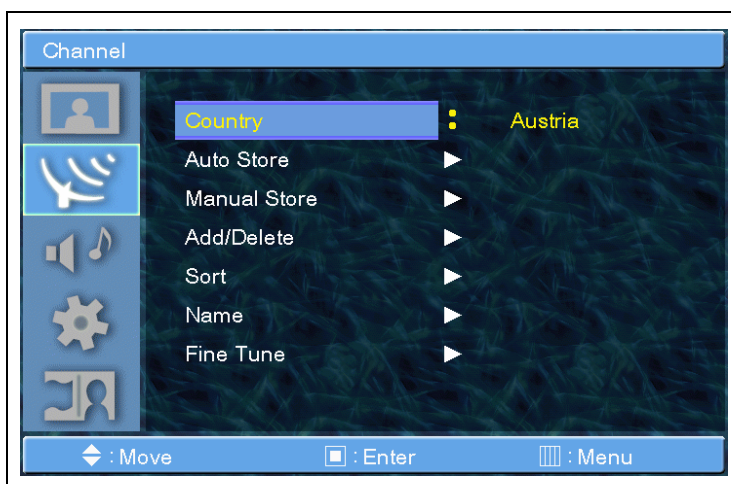 Channel
Country : Austria
Auto Store
Manual Store
Add/Delete
Sort
Name
Fine Tune
: Move : Enter : Menu